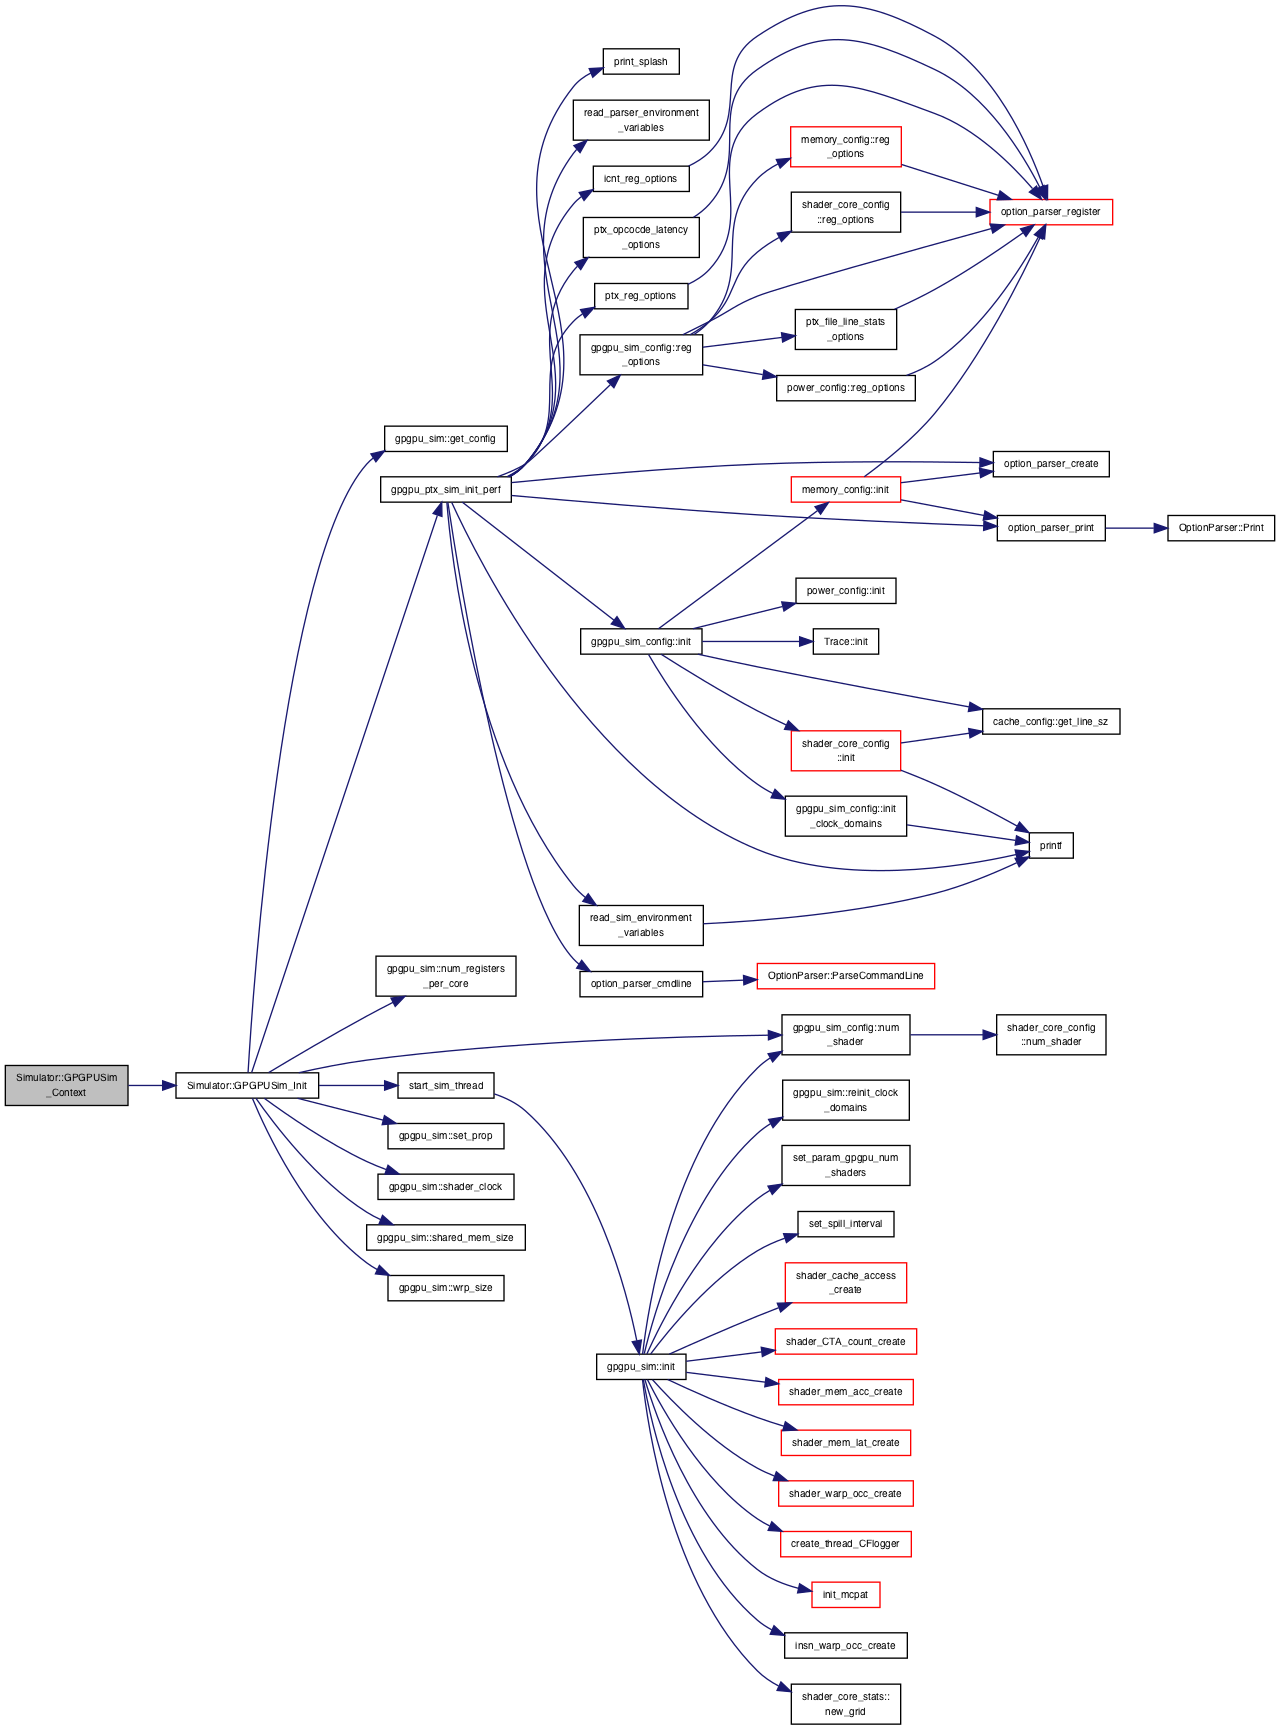 print_splash
read_parser_environment
_variables
icnt_reg_options
ptx_opcocde_latency
_options
ptx_reg_options
gpgpu_sim_config::reg
_options
memory_config::reg
_options
shader_core_config
::reg_options
ptx_file_line_stats
_options
power_config::reg_options
option_parser_register
gpgpu_sim::get_config
gpgpu_ptx_sim_init_perf
memory_config::init
option_parser_create
option_parser_print
OptionParser::Print
power_config::init
gpgpu_sim_config::init
Trace::init
cache_config::get_line_sz
shader_core_config
::init
gpgpu_sim_config::init
_clock_domains
printf
read_sim_environment
_variables
option_parser_cmdline
OptionParser::ParseCommandLine
gpgpu_sim::num_registers
_per_core
gpgpu_sim_config::num
_shader
shader_core_config
::num_shader
Simulator::GPGPUSim
_Context
Simulator::GPGPUSim_Init
start_sim_thread
gpgpu_sim::set_prop
gpgpu_sim::shader_clock
gpgpu_sim::shared_mem_size
gpgpu_sim::wrp_size
gpgpu_sim::reinit_clock
_domains
set_param_gpgpu_num
_shaders
set_spill_interval
shader_cache_access
_create
shader_CTA_count_create
gpgpu_sim::init
shader_mem_acc_create
shader_mem_lat_create
shader_warp_occ_create
create_thread_CFlogger
init_mcpat
insn_warp_occ_create
shader_core_stats::
new_grid